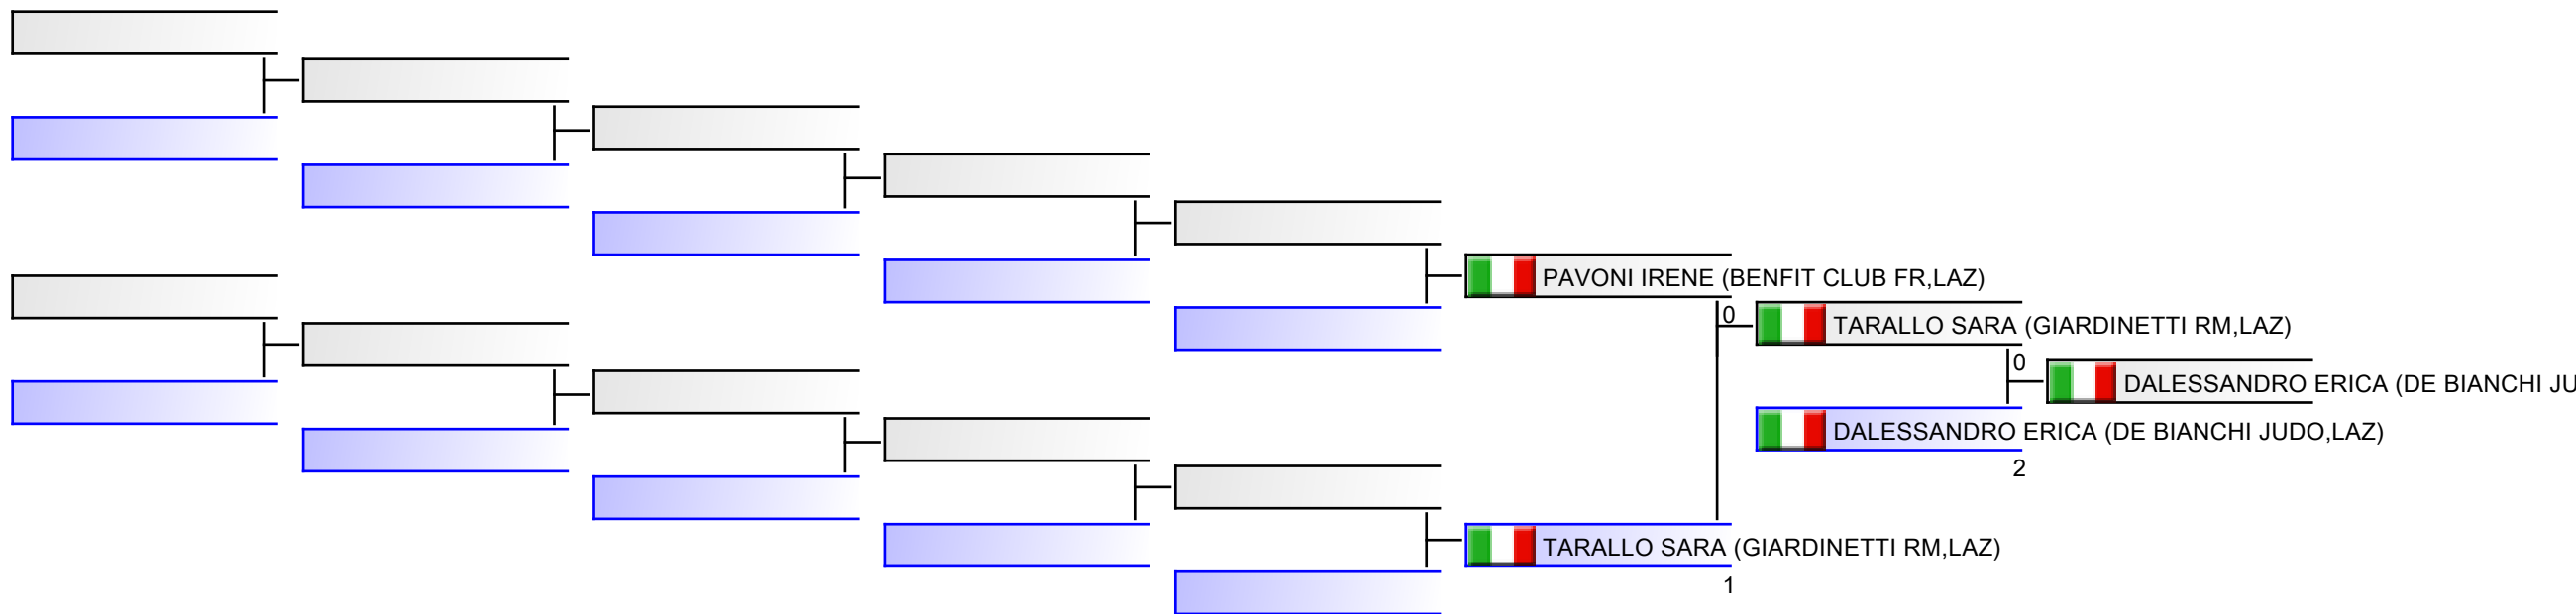 PAVONI IRENE (BENFIT CLUB FR,LAZ)
0
TARALLO SARA (GIARDINETTI RM,LAZ)
0
DALESSANDRO ERICA (DE BIANCHI JU
DALESSANDRO ERICA (DE BIANCHI JUDO,LAZ)
2
TARALLO SARA (GIARDINETTI RM,LAZ)
1